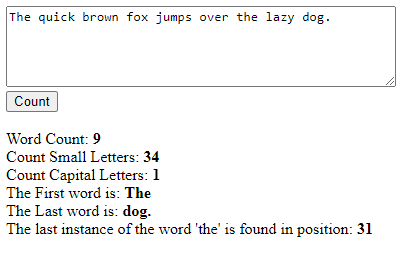 The quick brown fox jumps over the lazy dog.
Count
Word Count: 9
Count Small Letters: 34
Count Capital Letters: 1
The First word is: The
The Last word is: dog.
The last instance of the word 'the' is found in position: 31